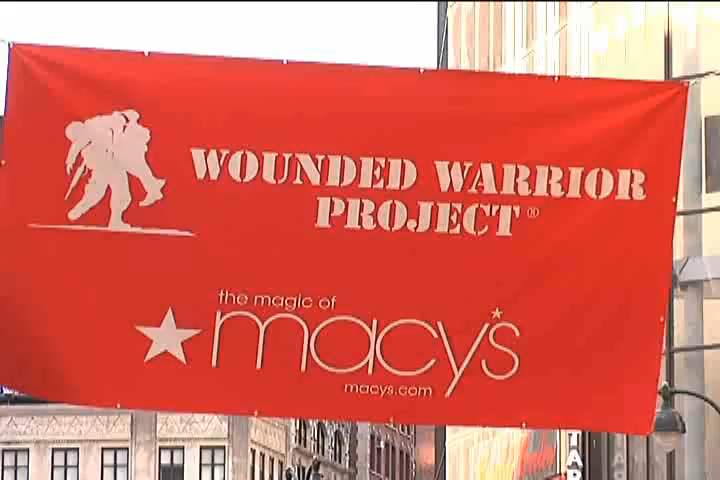 WOUNDED WARRIOR
PROJECT®
the magic of
macy's
macys.com